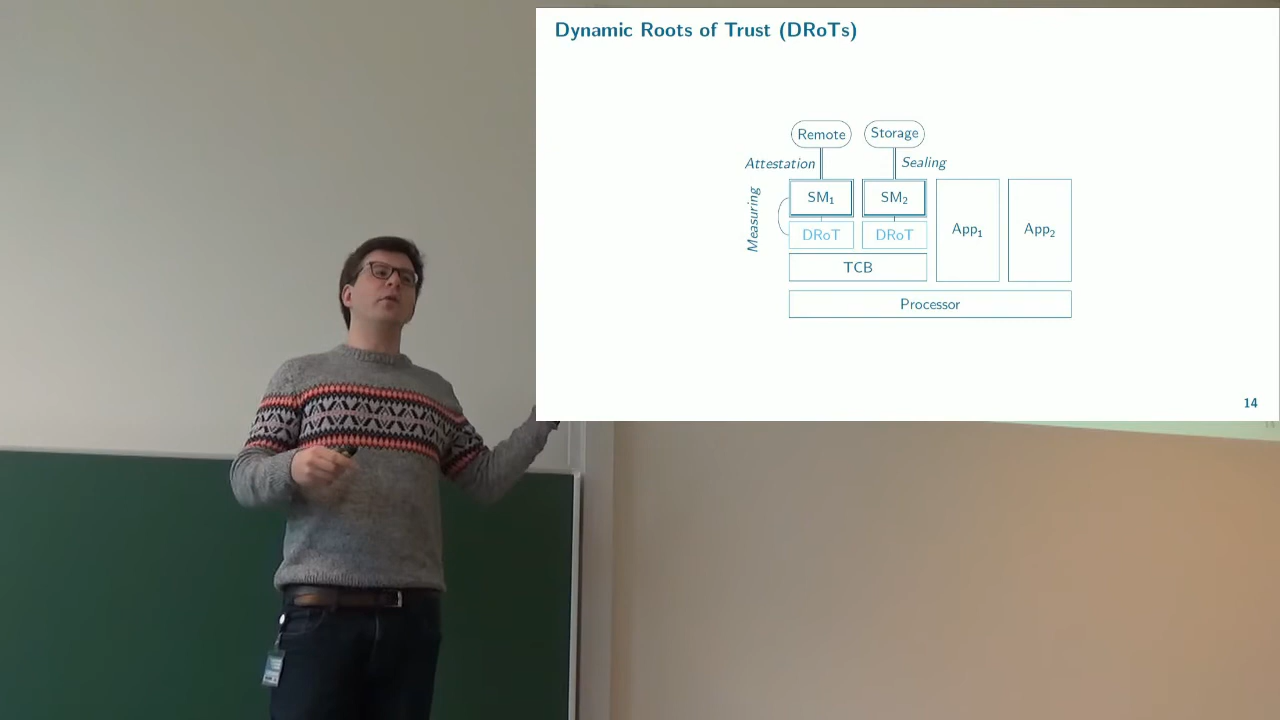 Dynamic Roots of Trust (DRoTs)
Remote Storage
Attestation Sealing
Measuring
SM1 SM2
DRoT DRoT
App1 App2
TCB
Processor
14